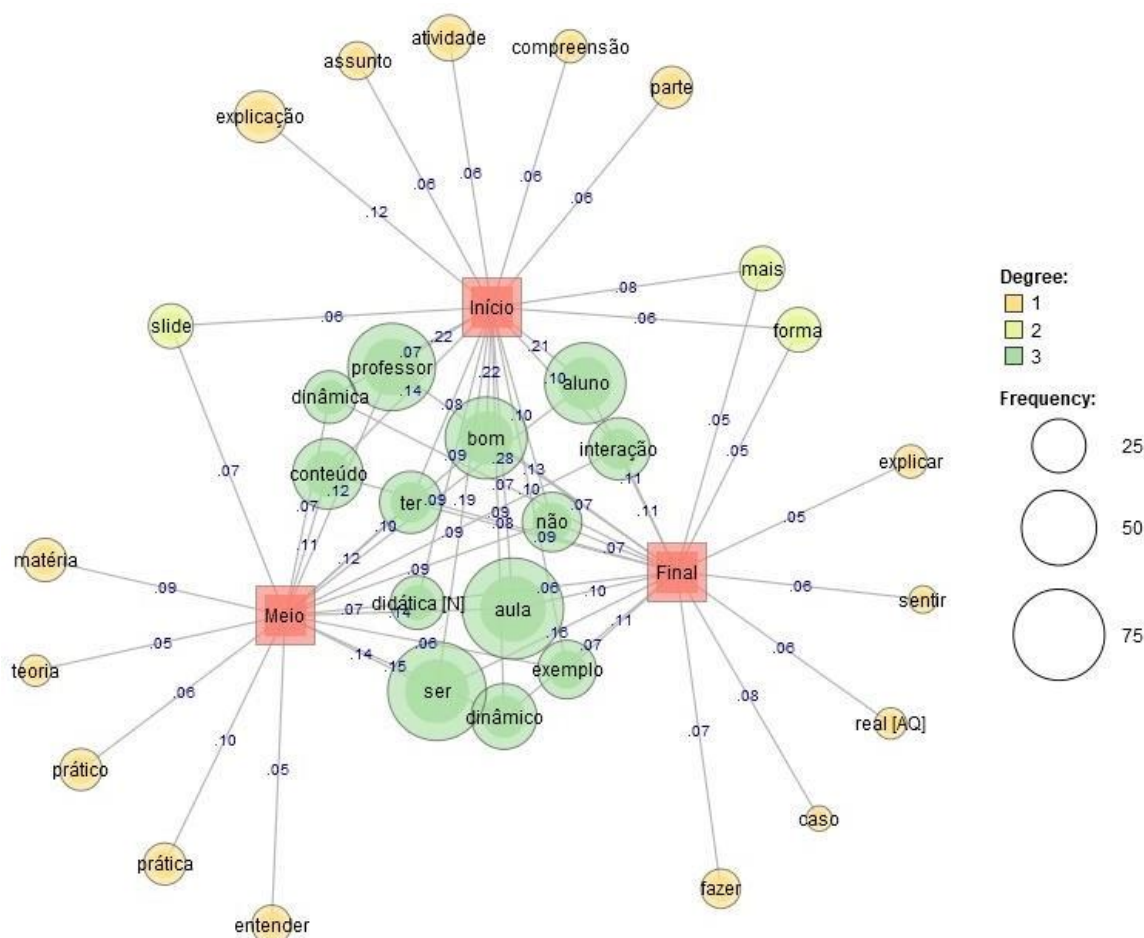 atividade
compreensão
assunto
parte
explicação
.06
.06
.06
.06
.12
mais
slide
.06
Início
.08
.06
forma
.22
.21
.07
professor
.10
aluno
dinâmica
.14
.22
.08
.10
.05
.05
bom
interação
conteúdo
.09
.28
.13
.11
explicar
.07
.12
.07
.10
ter
.09
.19
.09
não
.07
.11
.07
.10
.08
.09
.07
.05
.11
.12
.09
matéria
.09
Meio
.09
Final
.06
.10
.06
sentir
.07
.14
didática [N]
aula
.16
.11
.07
teoria
.05
.14
.15
.06
exemplo
.06
.06
ser
dinâmico
.08
real [AQ]
prático
.07
.10
.05
caso
prática
fazer
entender
Degree:
1
2
3
Frequency:
25
50
75